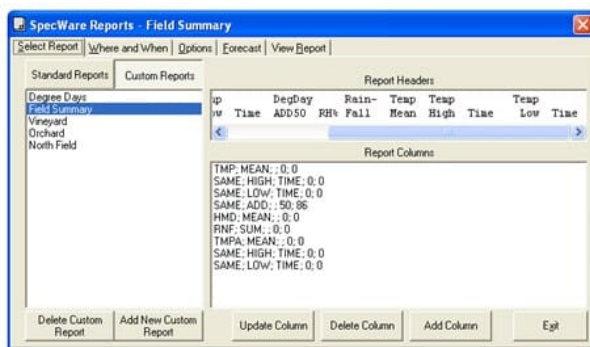 SpecWare Reports - Field Summary
Select Report Where and When Options Forecast View Report
Standard Reports Custom Reports
Degree Days
Field Summary
Vineyard
Orchard
North Field
Report Headers
DegDay Rain- Temp Temp Temp
Time ADD50 RH% Fall Mean High Time Low Time
Report Columns
TMP; MEAN; ; 0; 0
SAME; HIGH; TIME; 0; 0
SAME; LOW; TIME; 0; 0
SAME; ADD; ; 50; 86
HMD; MEAN; ; 0; 0
RNF; SUM; ; 0; 0
TMPA; MEAN; ; 0; 0
SAME; HIGH; TIME; 0; 0
SAME; LOW; TIME; 0; 0
Delete Custom Report
Add New Custom Report
Update Column Delete Column Add Column Exit